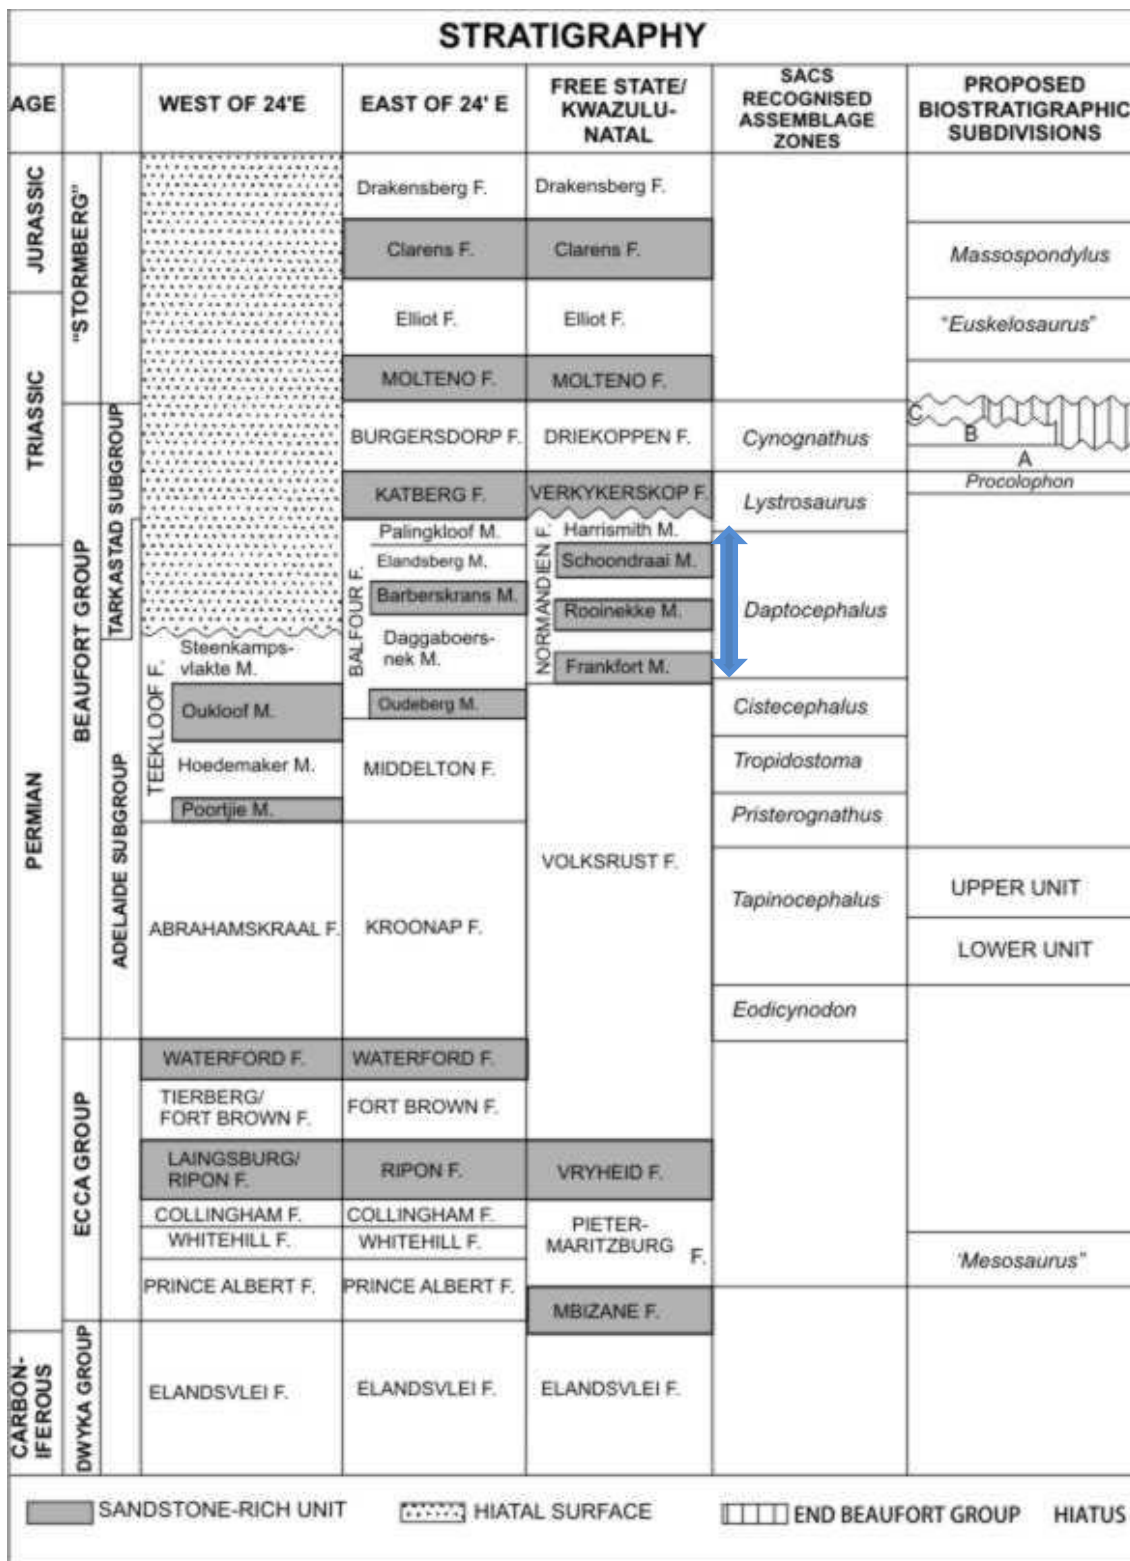 STRATIGRAPHY
AGE
WEST OF 24'E
EAST OF 24' E
FREE STATE/
KWAZULU-
NATAL
SACS
RECOGNISED
ASSEMBLAGE
ZONES
PROPOSED
BIOSTRATIGRAPHIC
SUBDIVISIONS
JURASSIC
TRIASSIC
PERMIAN
CARBON-
IFEROUS
"STORMBERG"
BEAUFORT GROUP
ECCA GROUP
DWYKA GROUP
TARKASTAD SUBGROUP
ADELAIDE SUBGROUP
TEEKLOOF F.
Steenkamps-
vlakte M.
Oukloof M.
Hoedemaker M.
Poortjie M.
ABRAHAMSKRAAL F.
WATERFORD F.
TIERBERG/
FORT BROWN F.
LAINGSBURG/
RIPON F.
COLLINGHAM F.
WHITEHILL F.
PRINCE ALBERT F.
ELANDSVLEI F.
Drakensberg F.
Clarens F.
Elliot F.
MOLTENO F.
BURGERSDORP F.
KATBERG F.
BALFOUR F.
Palingkloof M.
Elandsberg M.
Barberskrans M.
Daggaboers-
nek M.
Oudeberg M.
MIDDELTON F.
KROONAP F.
WATERFORD F.
FORT BROWN F.
RIPON F.
COLLINGHAM F.
WHITEHILL F.
PRINCE ALBERT F.
ELANDSVLEI F.
Drakensberg F.
Clarens F.
Elliot F.
MOLTENO F.
DRIEKOPPEN F.
VERKYKERSKOP F.
NORMANDIEN F.
Harrismith M.
Schoondraai M.
Rooinekke M.
Frankfort M.
VOLKSRUST F.
VRYHEID F.
PIETER-
MARITZBURG
F.
MBIZANE F.
ELANDSVLEI F.
Cynognathus
Lystrosaurus
Daptocephalus
Cistecephalus
Tropidostoma
Pristerognathus
Tapinocephalus
Eodicynodon
Massospondylus
"Euskelosaurus"
C
B
A
Procolophon
UPPER UNIT
LOWER UNIT
'Mesosaurus"
SANDSTONE-RICH UNIT
HIATAL SURFACE
END BEAUFORT GROUP HIATUS